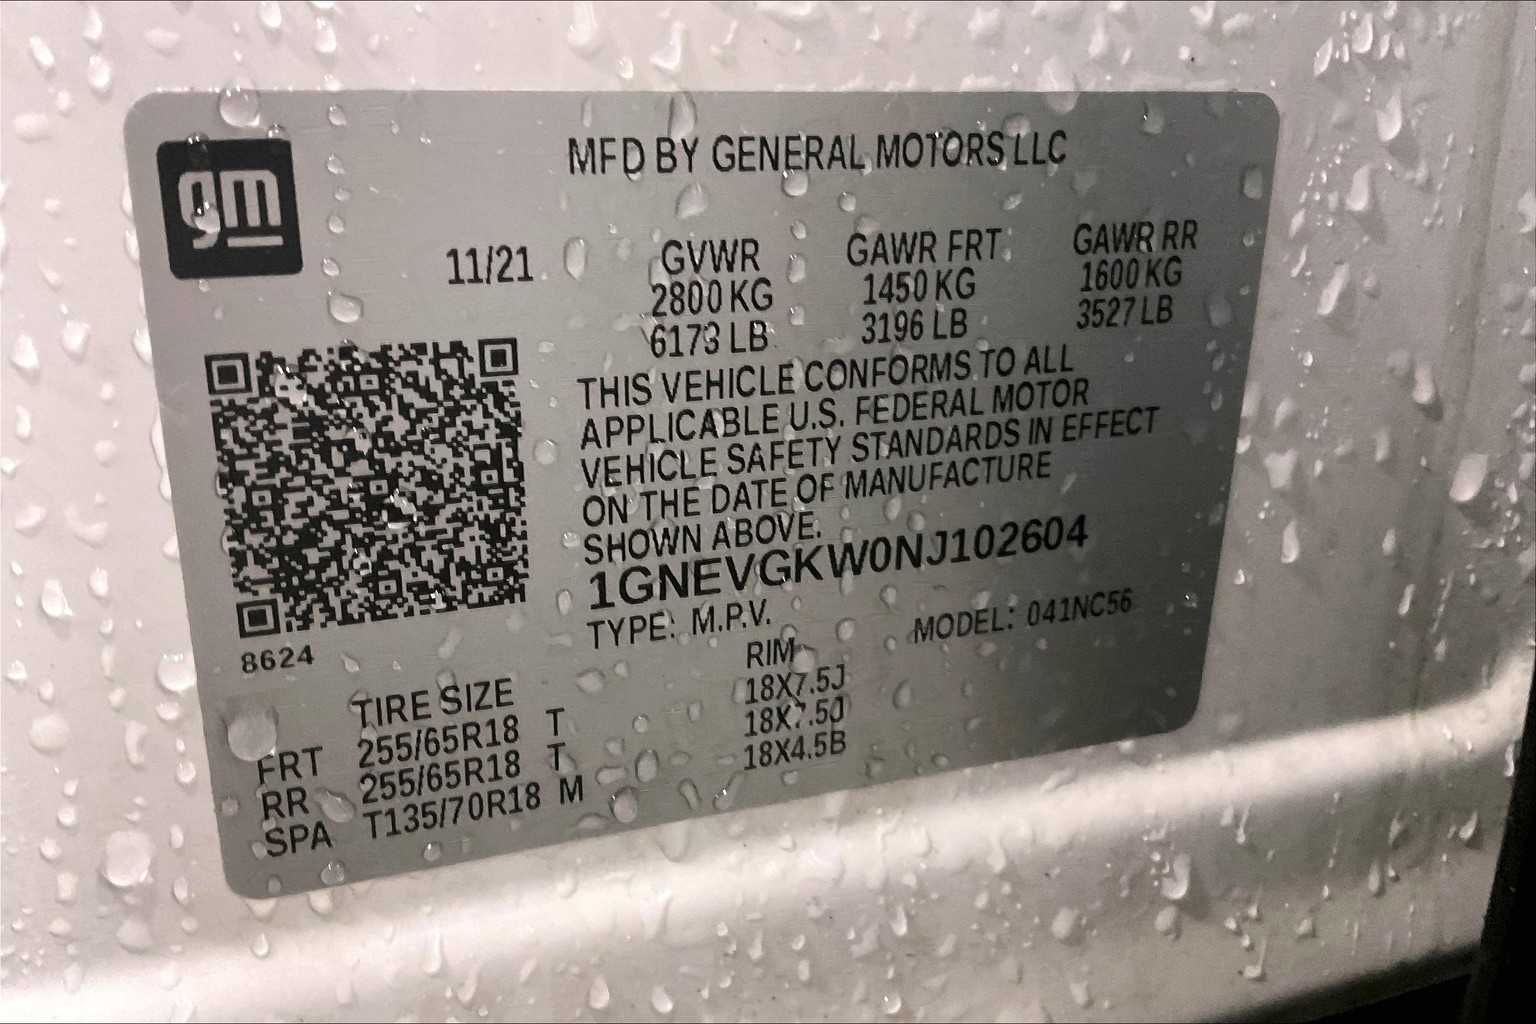 gm
MFD BY GENERAL MOTORS LLC
11/21 GVWR GAWR FRT GAWR RR
2800 KG 1450 KG 1600 KG
6173 LB 3196 LB 3527 LB
THIS VEHICLE CONFORMS TO ALL
APPLICABLE U.S. FEDERAL MOTOR
VEHICLE SAFETY STANDARDS IN EFFECT
ON THE DATE OF MANUFACTURE
SHOWN ABOVE.
1GNEVGKW0NJ102604
TYPE: M.P.V. MODEL: 041NC56
8624
TIRE SIZE RIM
FRT 255/65R18 T 18X7.5J
RR 255/65R18 T 18X7.5J
SPA T135/70R18 M 18X4.5B